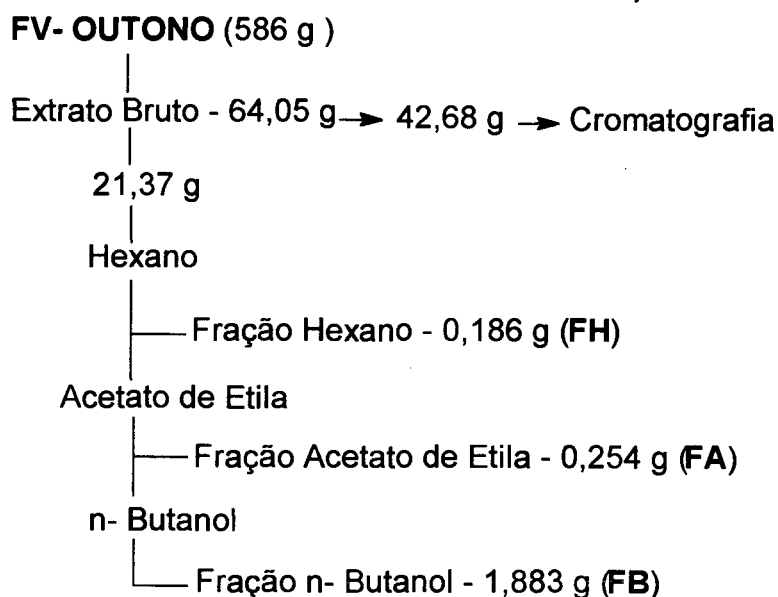 FV- OUTONO (586 g )
Extrato Bruto - 64,05 g → 42,68 g → Cromatografia
21,37 g
Hexano
Fração Hexano - 0,186 g (FH)
Acetato de Etila
Fração Acetato de Etila - 0,254 g (FA)
n- Butanol
Fração n- Butanol - 1,883 g (FB)